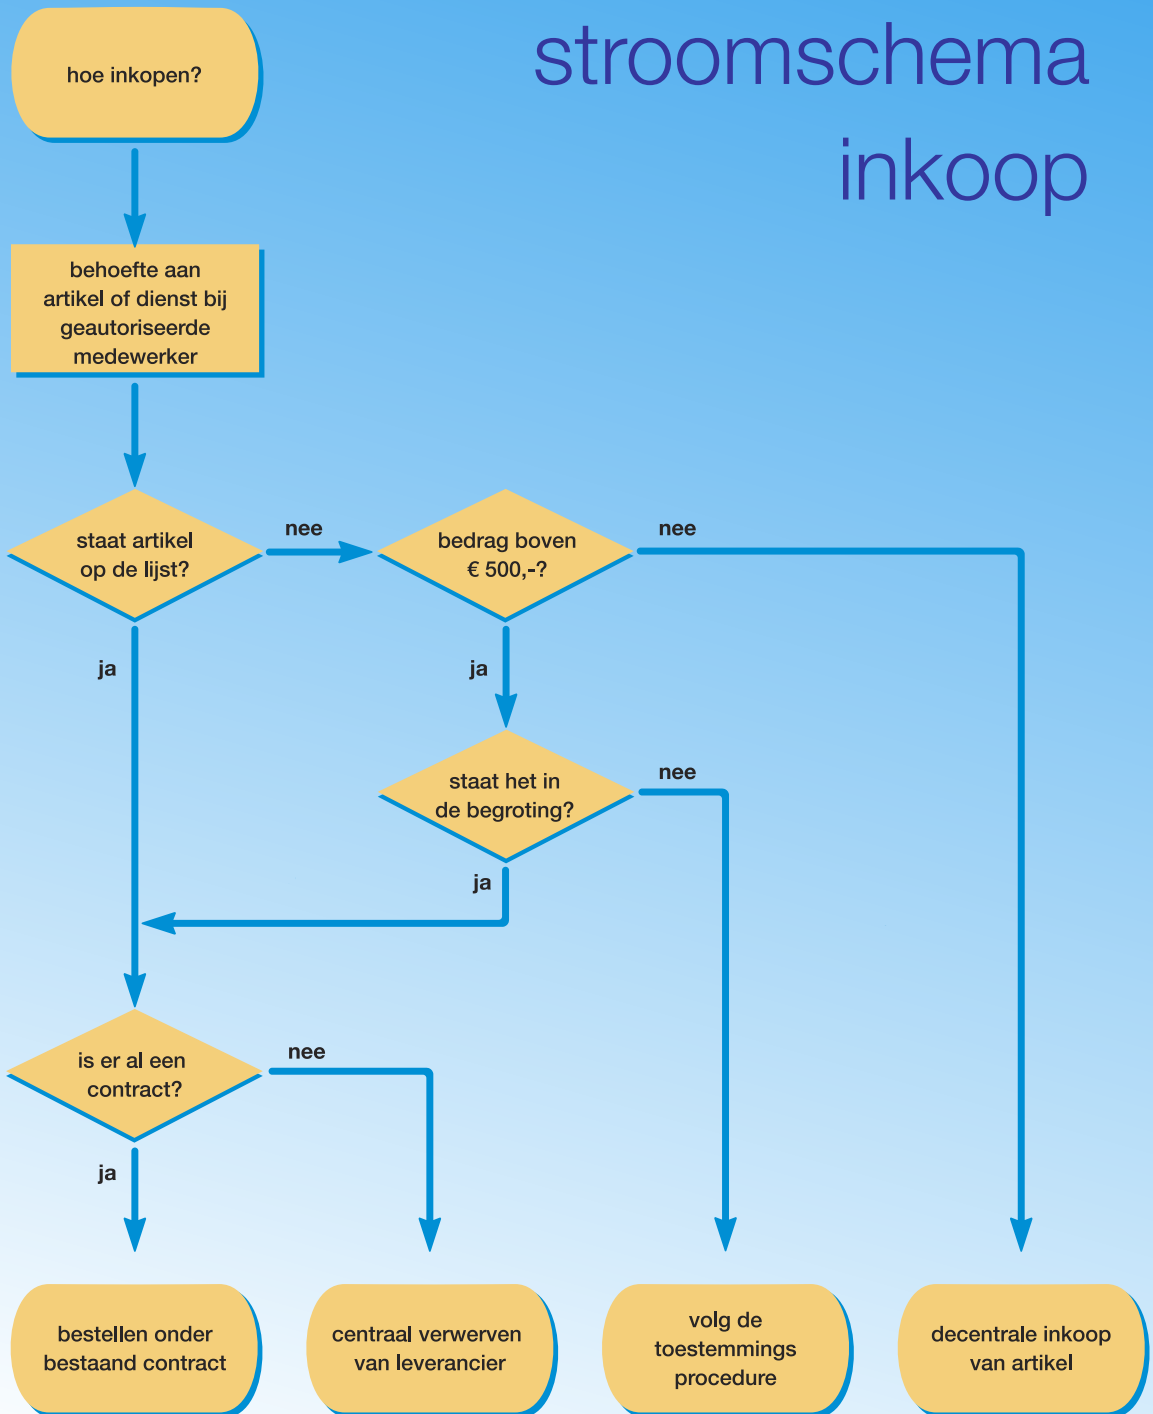 stroomschema
inkoop
hoe inkopen?
behoefte aan
artikel of dienst bij
geautoriseerde
medewerker
staat artikel
op de lijst?
nee
bedrag boven
€ 500,-?
nee
ja
ja
staat het in
de begroting?
nee
ja
is er al een
contract?
nee
ja
bestellen onder
bestaand contract
centraal verwerven
van leverancier
volg de
toestemmings
procedure
decentrale inkoop
van artikel